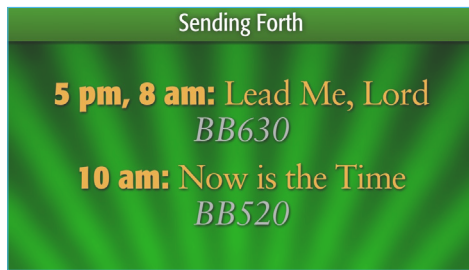 Sending Forth
5 pm, 8 am: Lead Me, Lord
BB630
10 am: Now is the Time
BB520